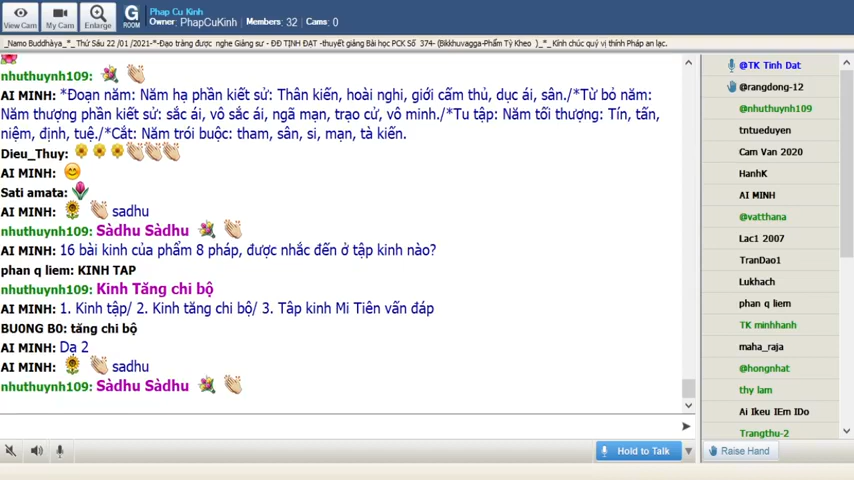 Phap Cu Kinh
Owner: PhapCuKinh | Members: 32 | Cams: 0
View Cam
My Cam
Enlarge
G
ROOM
_Namo Buddhàya_*_ Thứ Sáu 22 /01 /2021-*-Đạo tràng được nghe Giảng sư - ĐĐ TỊNH ĐẠT -thuyết giảng Bài học PCK Số 374- (Bikkhuvagga-Phẩm Tỳ Kheo )_*_ Kính chúc quý vị thính Pháp an lạc.
nhuthuynh109:
AI MINH: *Đoạn năm: Năm hạ phần kiết sử: Thân kiến, hoài nghi, giới cấm thủ, dục ái, sân./*Từ bỏ năm:
Năm thượng phần kiết sử: sắc ái, vô sắc ái, ngã mạn, trạo cử, vô minh./*Tu tập: Năm tối thượng: Tín, tấn,
niệm, định, tuệ./*Cắt: Năm trói buộc: tham, sân, si, mạn, tà kiến.
Dieu_Thuy:
AI MINH:
Sati amata:
AI MINH: sadhu
nhuthuynh109: Sàdhu Sàdhu
AI MINH: 16 bài kinh của phẩm 8 pháp, được nhắc đến ở tập kinh nào?
phan q liem: KINH TAP
nhuthuynh109: Kinh Tăng chi bộ
AI MINH: 1. Kinh tập/ 2. Kinh tăng chi bộ/ 3. Tâp kinh Mi Tiên vấn đáp
BU0NG B0: tăng chi bộ
AI MINH: Dạ 2
AI MINH: sadhu
nhuthuynh109: Sàdhu Sàdhu
Hold to Talk
@TK Tinh Dat
@rangdong-12
@nhuthuynh109
tntueduyen
Cam Van 2020
HanhK
AI MINH
@vatthana
Lac1 2007
TranDao1
Lukhach
phan q liem
TK minhhanh
maha_raja
@hongnhat
thy lam
Ai Ikeu IEm IDo
Trangthu-2
Raise Hand